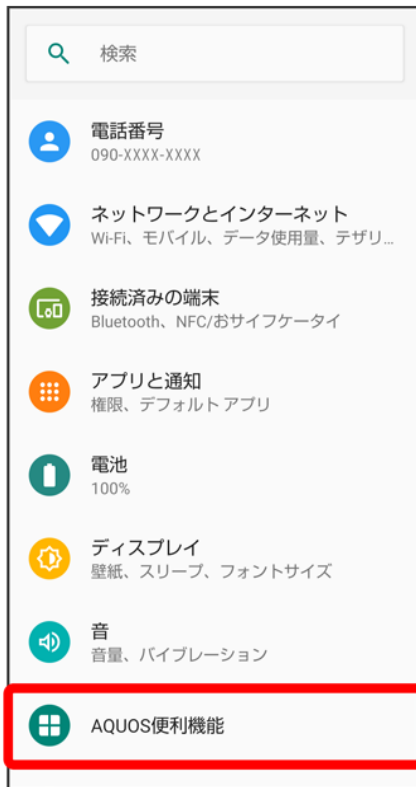 検索
電話番号
090-XXXX-XXXX
ネットワークとインターネット
Wi-Fi、モバイル、データ使用量、テザリ...
接続済みの端末
Bluetooth、NFC/おサイフケータイ
アプリと通知
権限、デフォルト アプリ
電池
100%
ディスプレイ
壁紙、スリープ、フォントサイズ
音
音量、バイブレーション
AQUOS便利機能